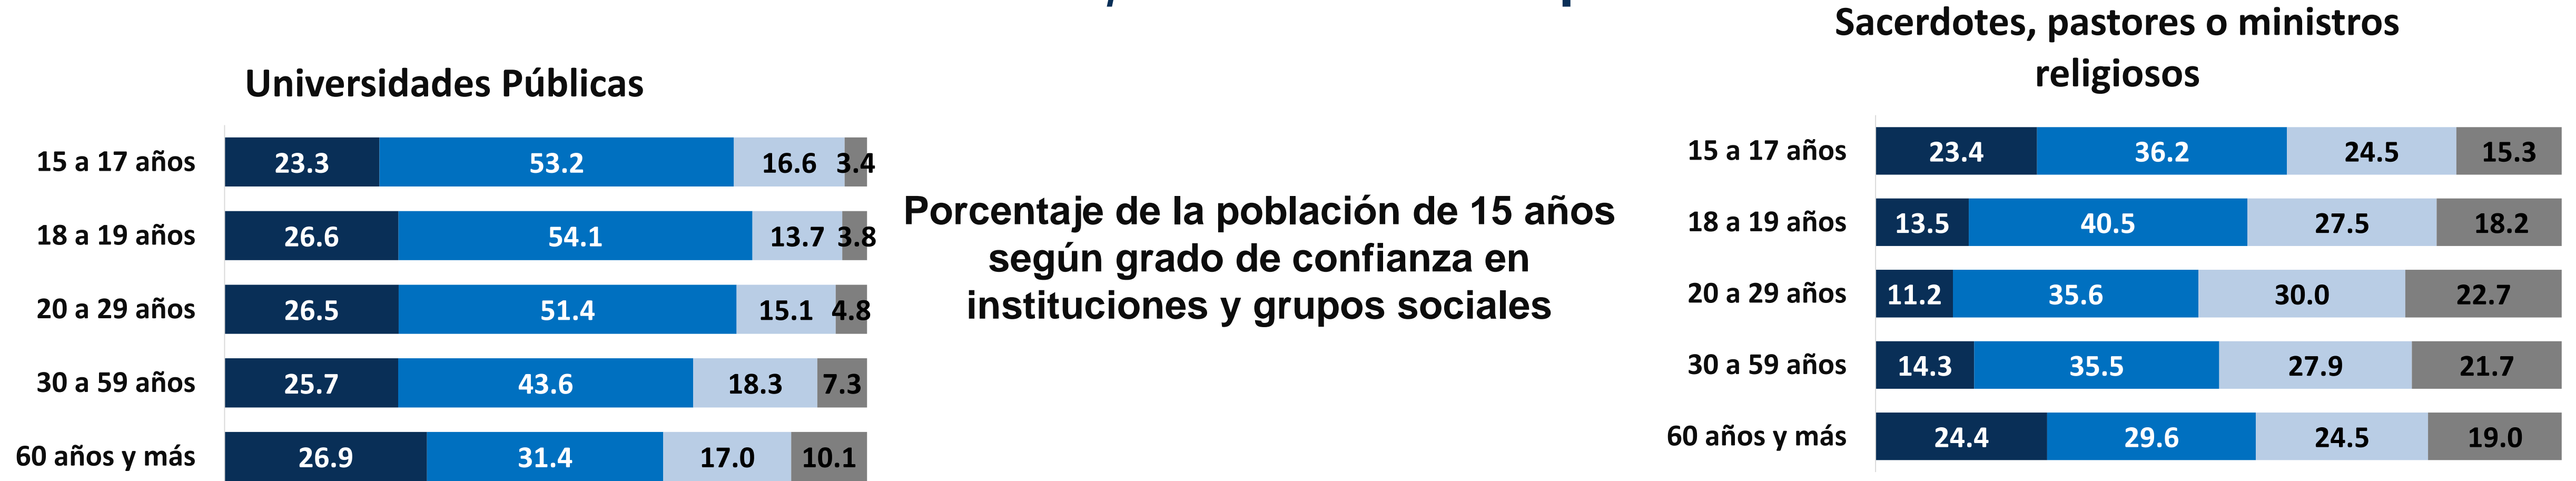 Universidades Públicas
15 a 17 años 23.3 53.2 16.6 3.4
18 a 19 años 26.6 54.1 13.7 3.8
20 a 29 años 26.5 51.4 15.1 4.8
30 a 59 años 25.7 43.6 18.3 7.3
60 años y más 26.9 31.4 17.0 10.1
Porcentaje de la población de 15 años
según grado de confianza en
instituciones y grupos sociales
Sacerdotes, pastores o ministros
religiosos
15 a 17 años 23.4 36.2 24.5 15.3
18 a 19 años 13.5 40.5 27.5 18.2
20 a 29 años 11.2 35.6 30.0 22.7
30 a 59 años 14.3 35.5 27.9 21.7
60 años y más 24.4 29.6 24.5 19.0